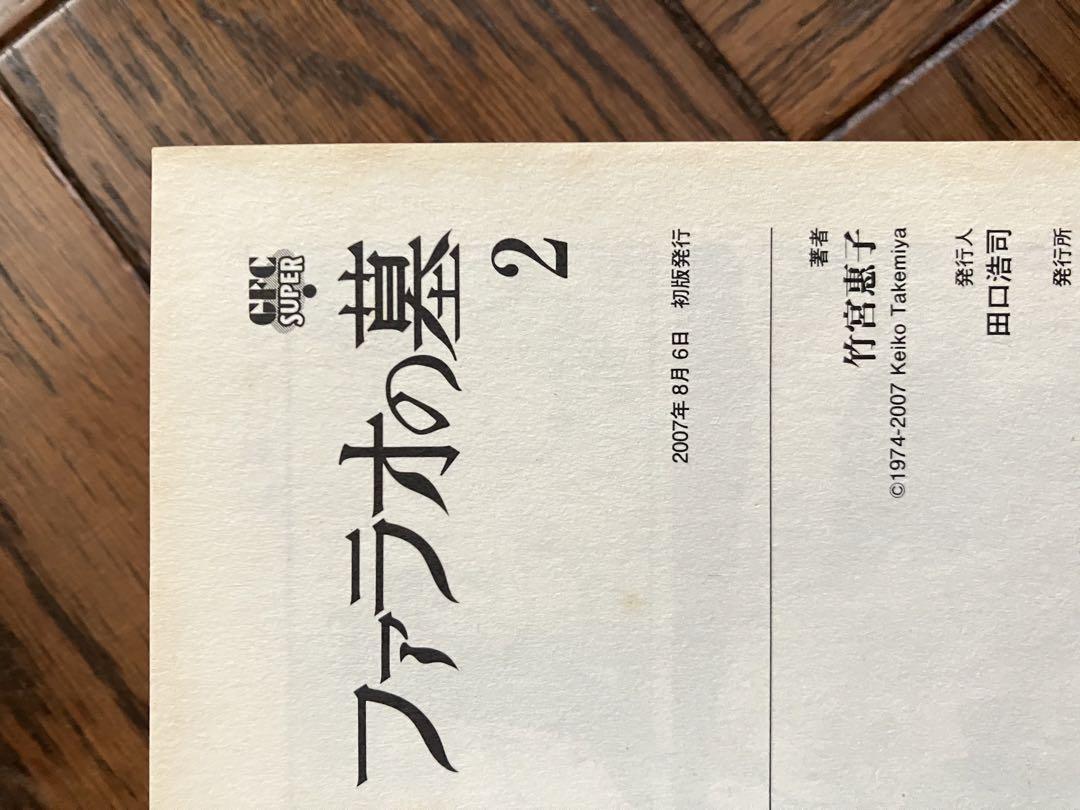 GFC
SUPER
ファラオの墓
2
2007年8月6日 初版発行
著者
竹宮惠子
©1974-2007 Keiko Takemiya
発行人
田口浩司
発行所